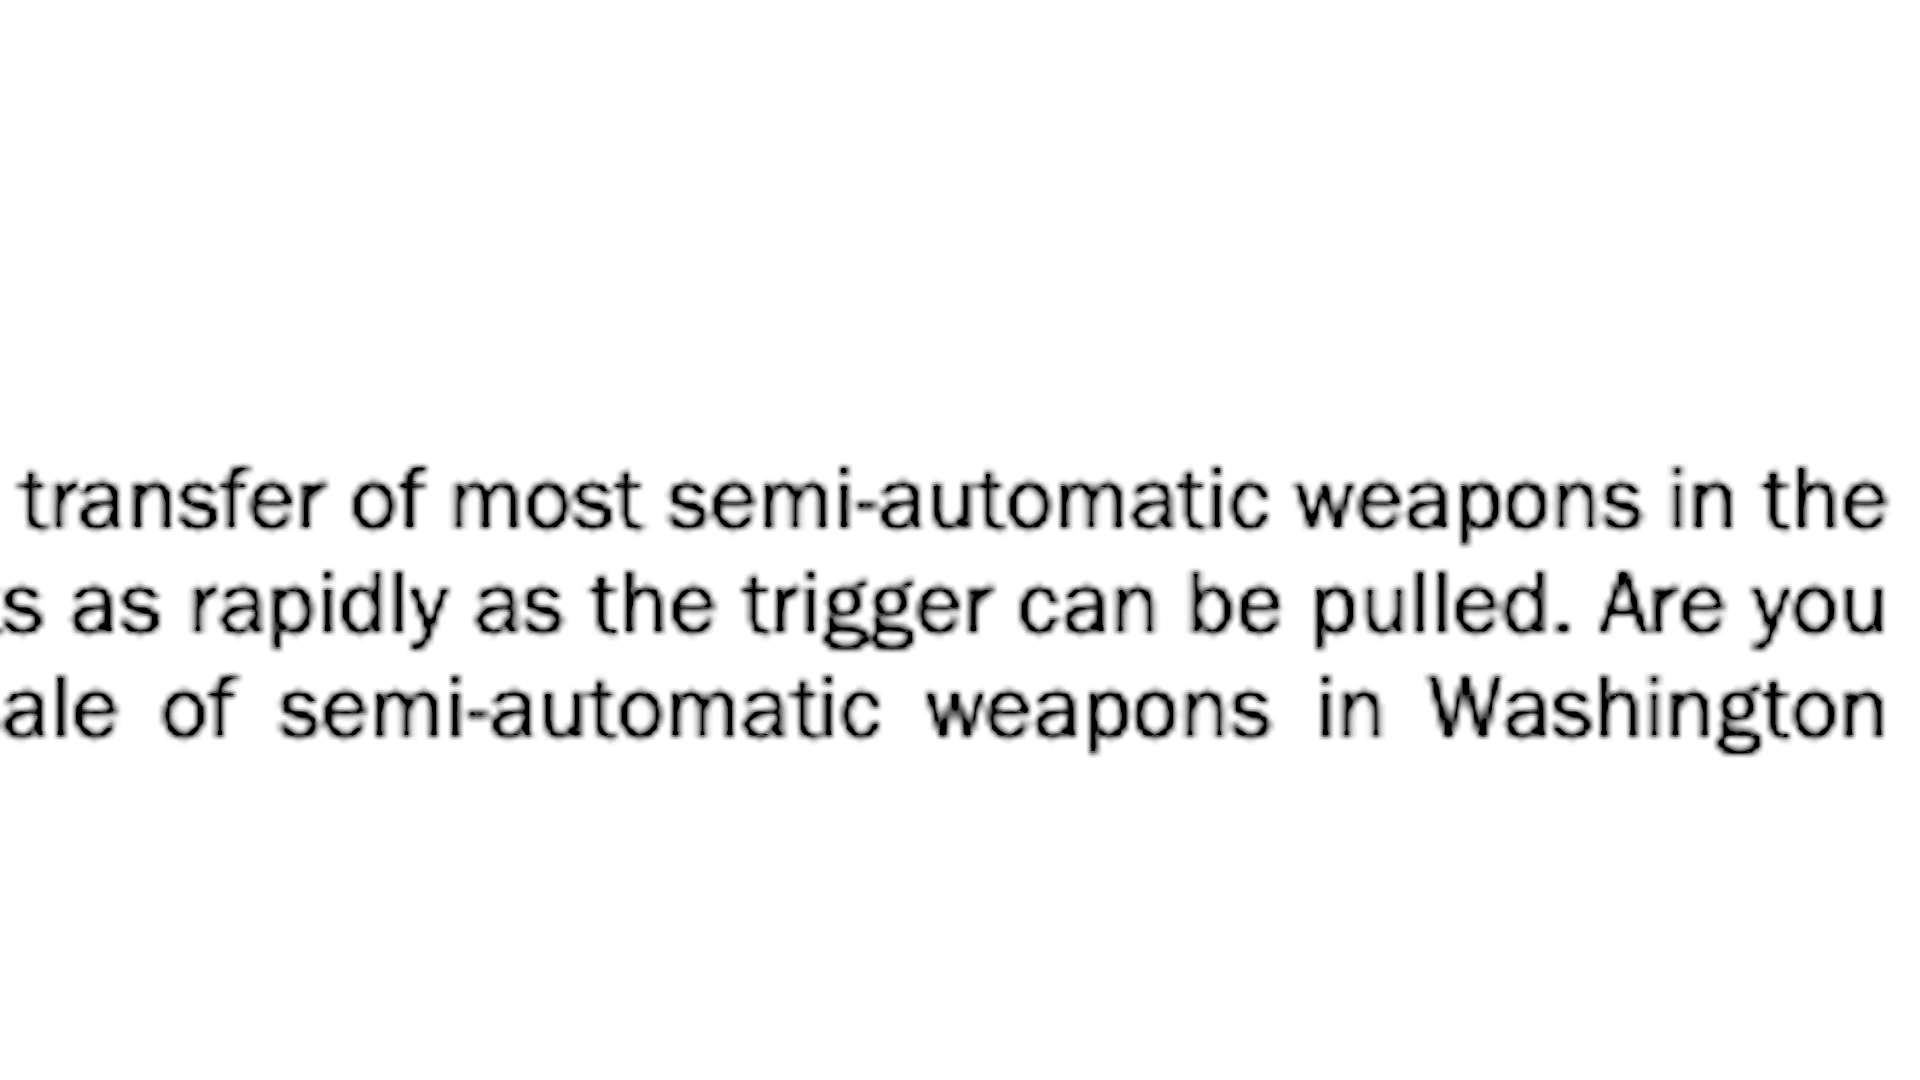 transfer of most semi-automatic weapons in the
as rapidly as the trigger can be pulled. Are you
of semi-automatic weapons in Washington